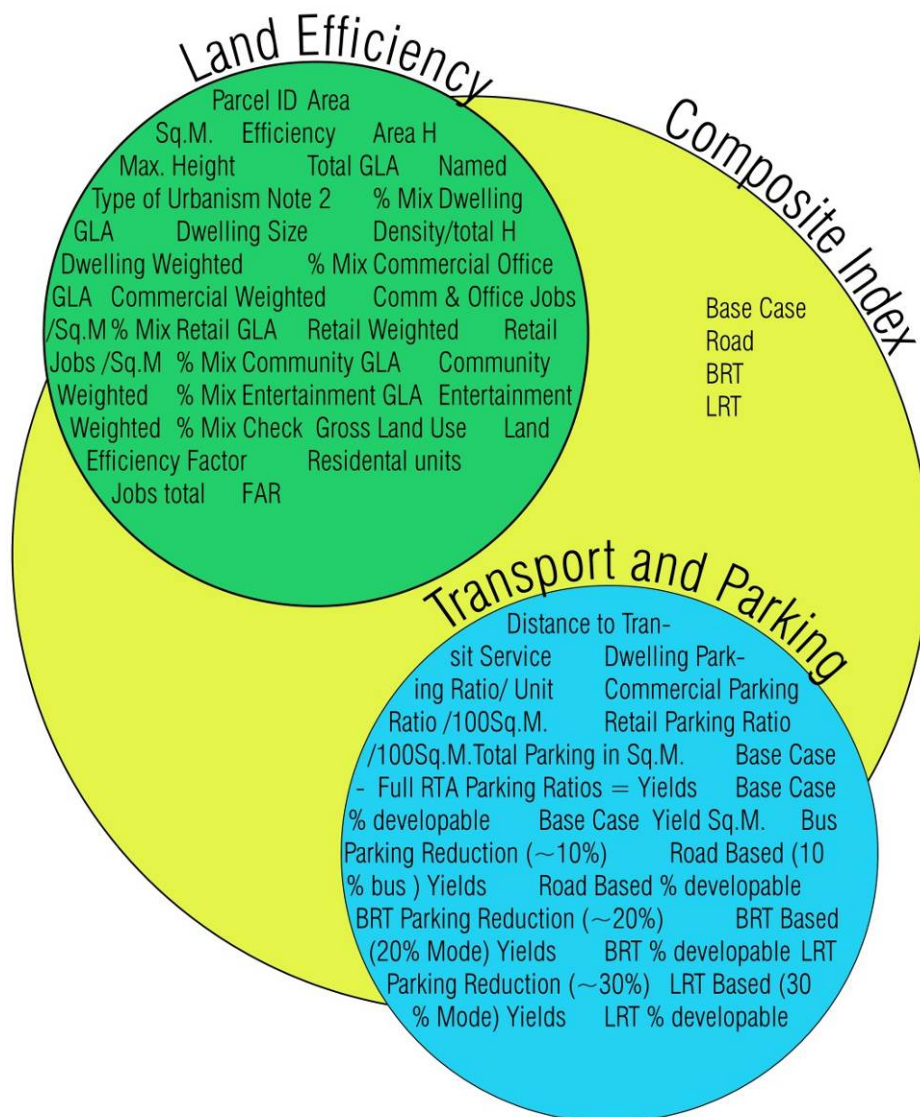 Land Efficiency
Parcel ID Area
Sq.M. Efficiency Area H
Max. Height Total GLA Named
Type of Urbanism Note 2 % Mix Dwelling
GLA Dwelling Size Density/total H
Dwelling Weighted % Mix Commercial Office
GLA Commercial Weighted Comm & Office Jobs
/Sq.M % Mix Retail GLA Retail Weighted Retail
Jobs /Sq.M % Mix Community GLA Community
Weighted % Mix Entertainment GLA Entertainment
Weighted % Mix Check Gross Land Use Land
Efficiency Factor Residental units
Jobs total FAR
Composite Index
Base Case
Road
BRT
LRT
Transport and Parking
Distance to Tran-
sit Service Dwelling Park-
ing Ratio/ Unit Commercial Parking
Ratio /100Sq.M. Retail Parking Ratio
/100Sq.M.Total Parking in Sq.M. Base Case
- Full RTA Parking Ratios = Yields Base Case
% developable Base Case Yield Sq.M. Bus
Parking Reduction (~10%) Road Based (10
% bus ) Yields Road Based % developable
BRT Parking Reduction (~20%) BRT Based
(20% Mode) Yields BRT % developable LRT
Parking Reduction (~30%) LRT Based (30
% Mode) Yields LRT % developable